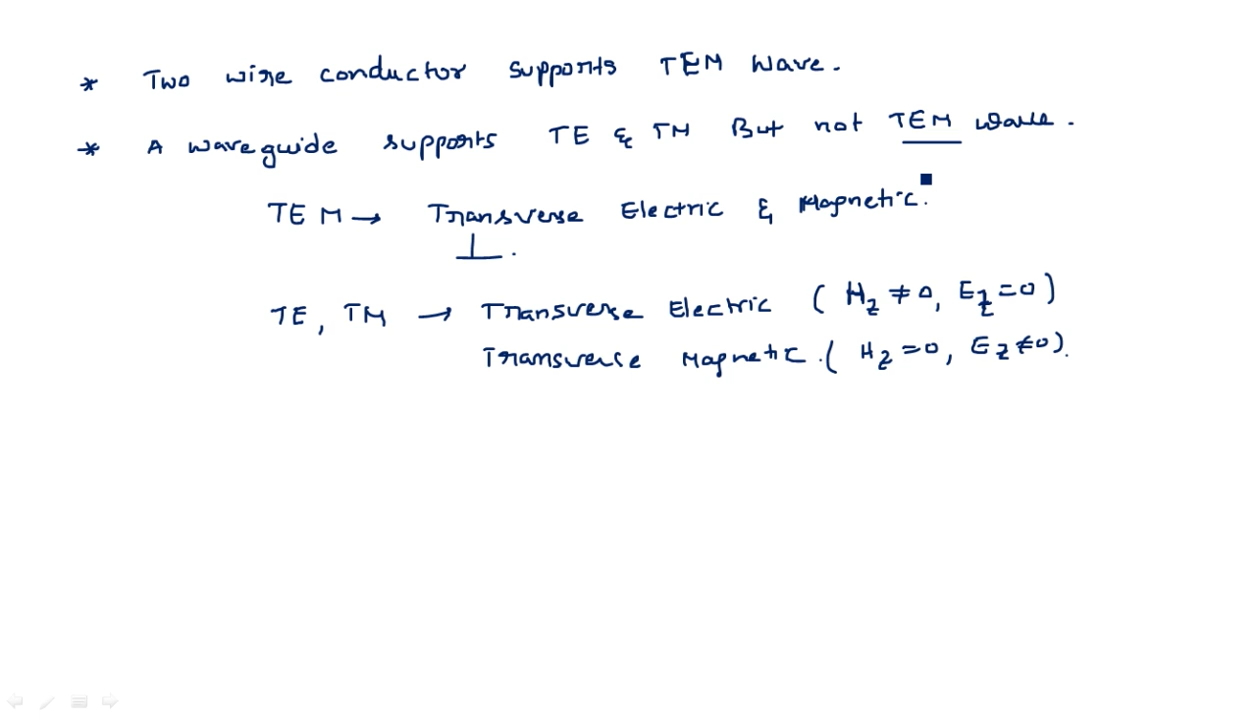 * Two wire conductor supports TEM wave.
* A waveguide supports TE & TM But not TEM wave.
TEM → Transverse Electric & Magnetic.
⊥.
TE, TM → Transverse Electric ( Hz ≠ 0, Ez = 0 )
Transverse Magnetic. ( Hz = 0, Ez ≠ 0 ).